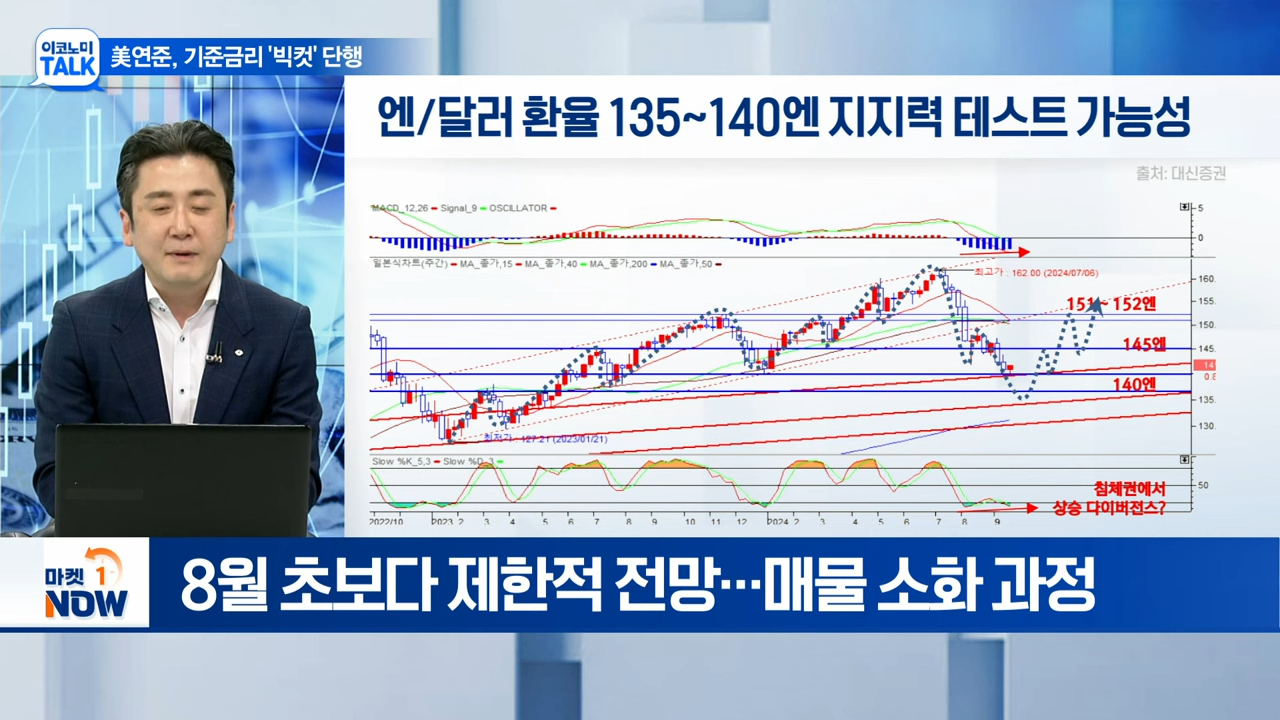 이코노미
TALK
美연준, 기준금리 '빅컷' 단행
엔/달러 환율 135~140엔 지지력 테스트 가능성
출처: 대신증권
MACD_12,26 Signal_9 OSCILLATOR
5
0
일본식차트(주간) MA_종가,15 MA_종가,40 MA_종가,200 MA_종가,50
최고가 : 162.00 (2024/07/06)
160.
155.
151~152엔
150.
145엔
145.
0.8
140엔
135.
최저가 : 127.21 (2023/01/21)
130.
Slow %K_5,3 Slow %D_3
침체권에서
50
상승 다이버전스?
2022/10 2023 2 3 4 5 6 7 8 9 10 11 12 2024 2 3 4 5 6 7 8 9
마켓 1
NOW
8월 초보다 제한적 전망…매물 소화 과정